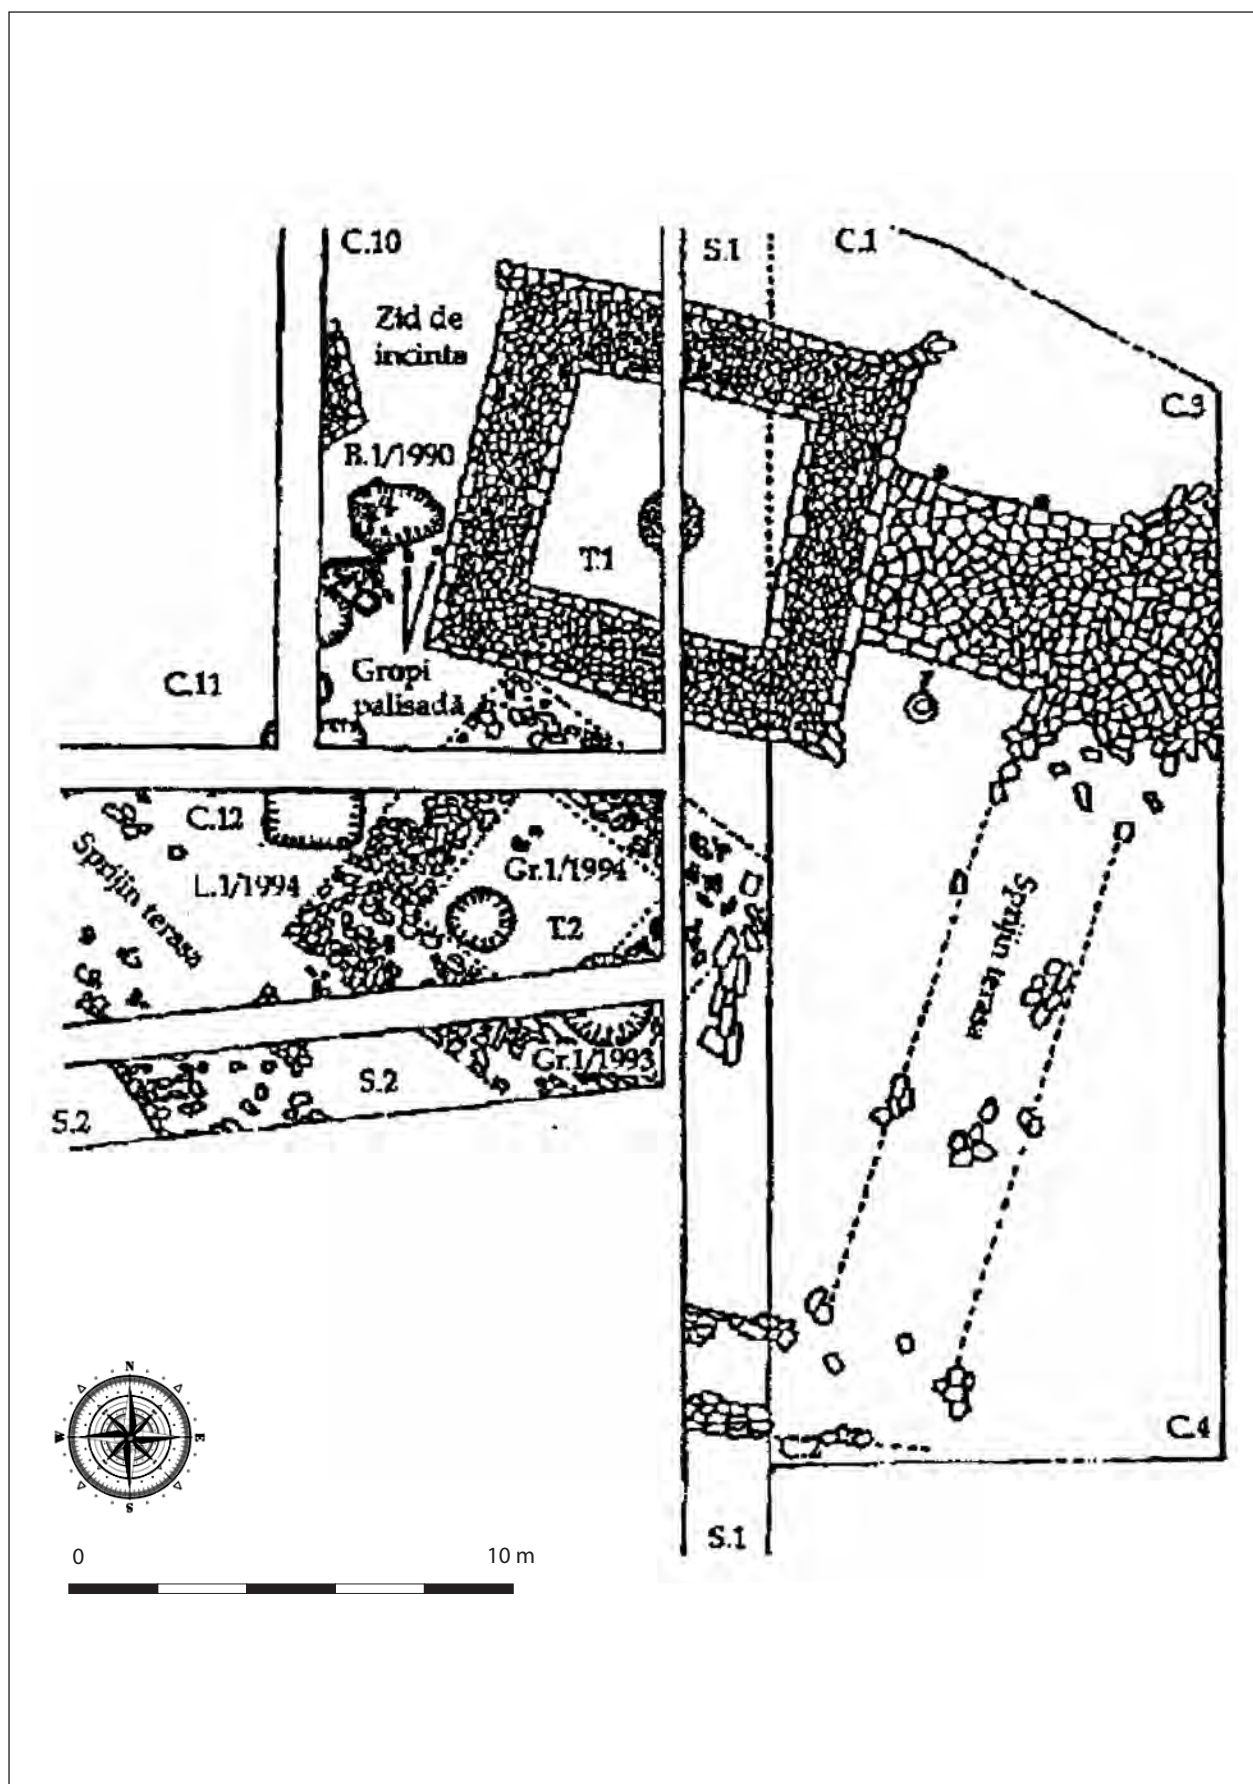 C.10
S.1
C.1
Zid de
incinta
C.3
B.1/1990
T.1
Gropi
palisadă
C.11
C.12
Sprijin terasa
L.1/1994
Gr.1/1994
T.2
Sprijin terasa
Gr.1/1993
S.2
S.2
C.2
C.4
S.1
N
W
E
S
0
10 m